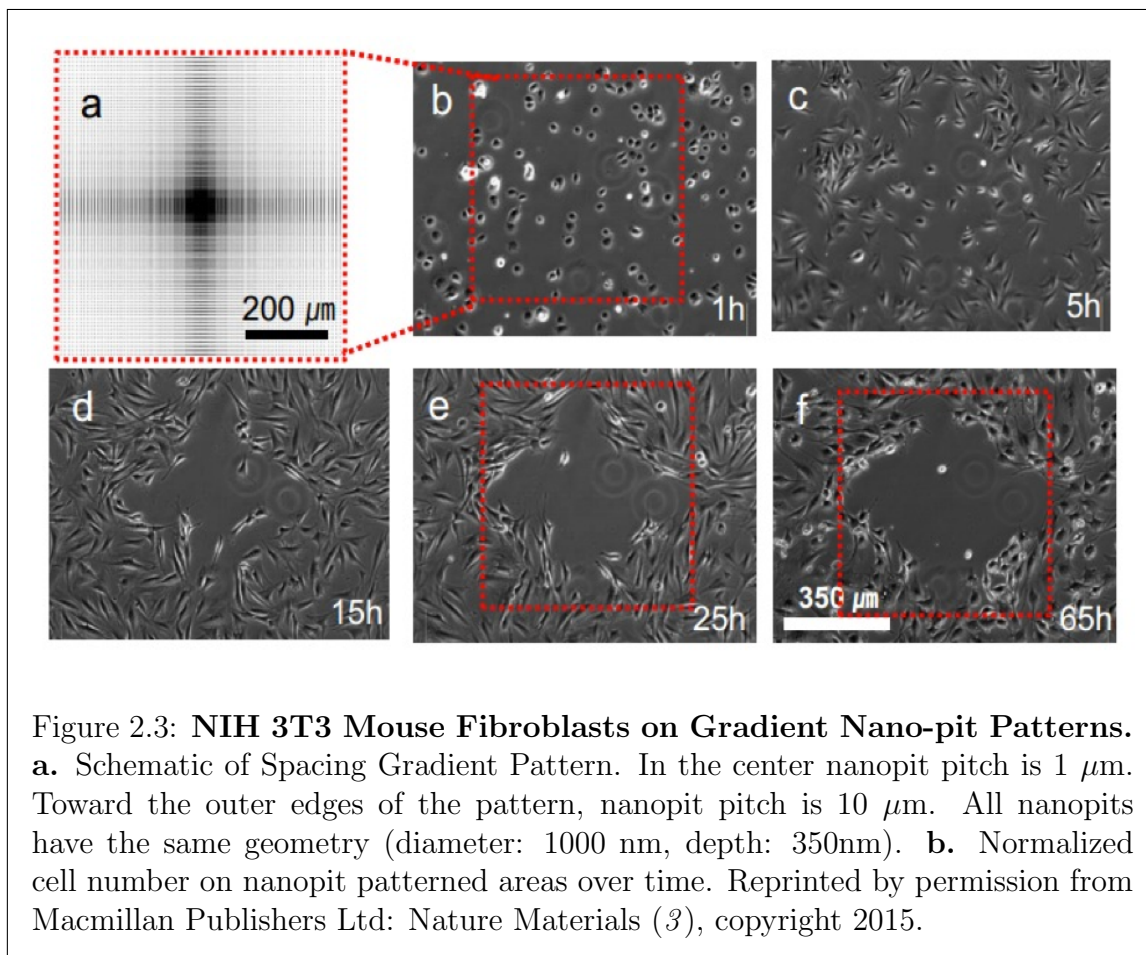 a
200 μm
b
1h
c
5h
d
15h
e
25h
f
350 μm
65h
Figure 2.3: NIH 3T3 Mouse Fibroblasts on Gradient Nano-pit Patterns.
a. Schematic of Spacing Gradient Pattern. In the center nanopit pitch is 1 μm.
Toward the outer edges of the pattern, nanopit pitch is 10 μm. All nanopits
have the same geometry (diameter: 1000 nm, depth: 350nm). b. Normalized
cell number on nanopit patterned areas over time. Reprinted by permission from
Macmillan Publishers Ltd: Nature Materials (3), copyright 2015.